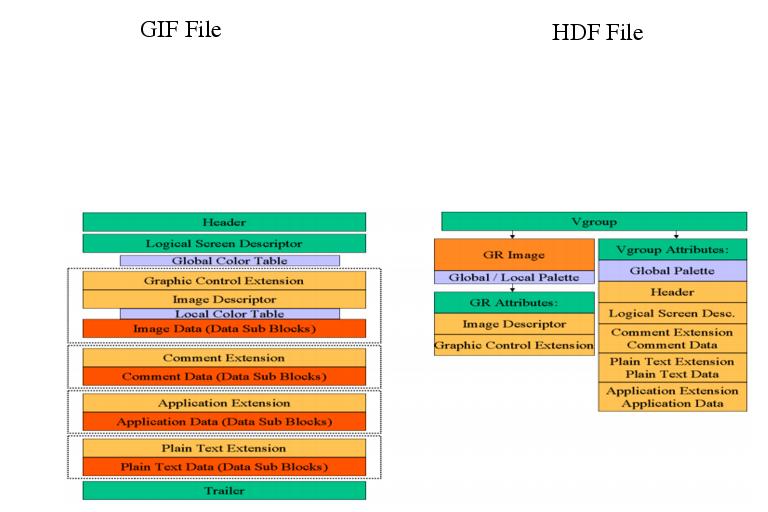 GIF File
HDF File
Header
Logical Screen Descriptor
Global Color Table
Graphic Control Extension
Image Descriptor
Local Color Table
Image Data (Data Sub Blocks)
Comment Extension
Comment Data (Data Sub Blocks)
Application Extension
Application Data (Data Sub Blocks)
Plain Text Extension
Plain Text Data (Data Sub Blocks)
Trailer
Vgroup
GR Image
Global / Local Palette
GR Attributes:
Image Descriptor
Graphic Control Extension
Vgroup Attributes:
Global Palette
Header
Logical Screen Desc.
Comment Extension
Comment Data
Plain Text Extension
Plain Text Data
Application Extension
Application Data